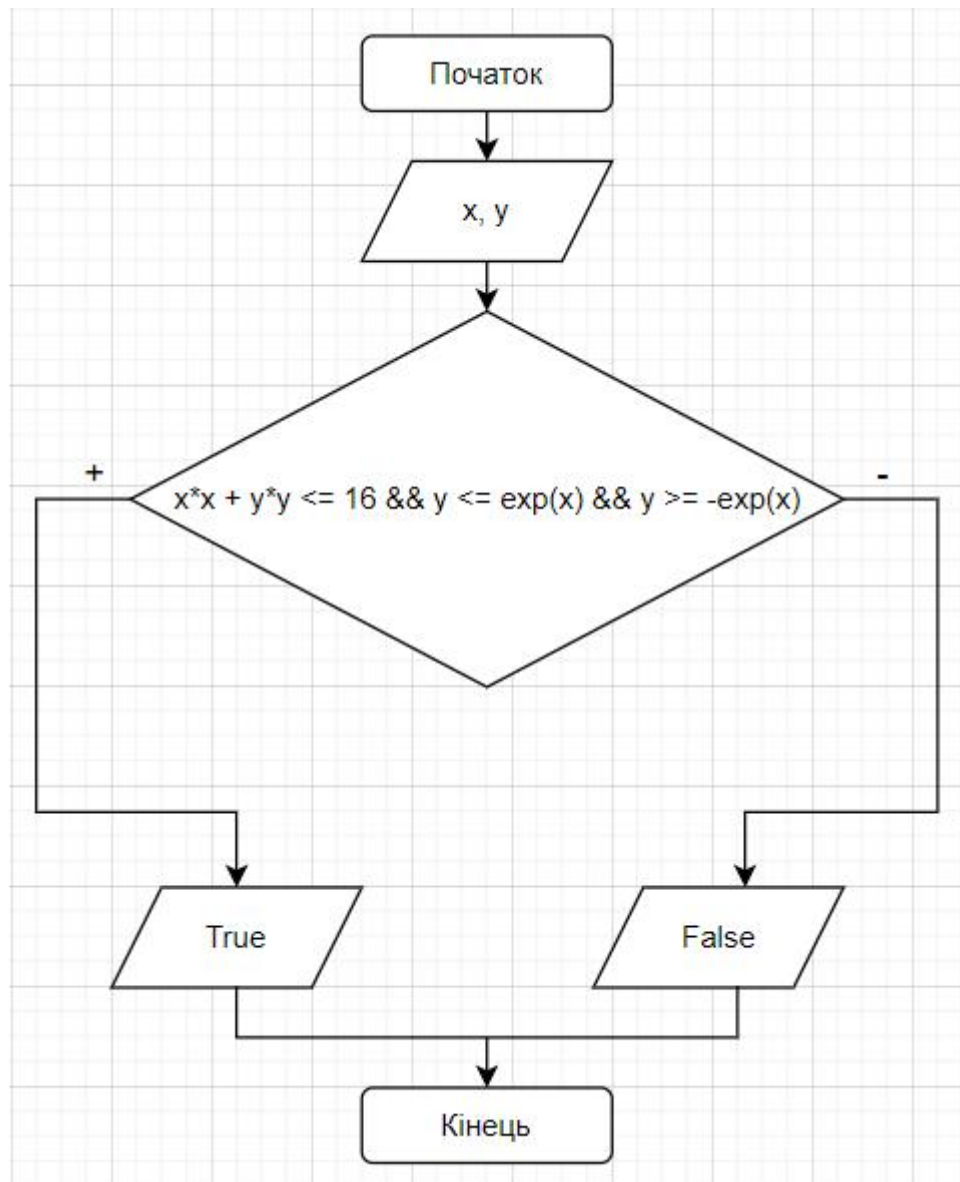 Початок
x, y
+
-
x*x + y*y <= 16 && y <= exp(x) && y >= -exp(x)
True
False
Кінець